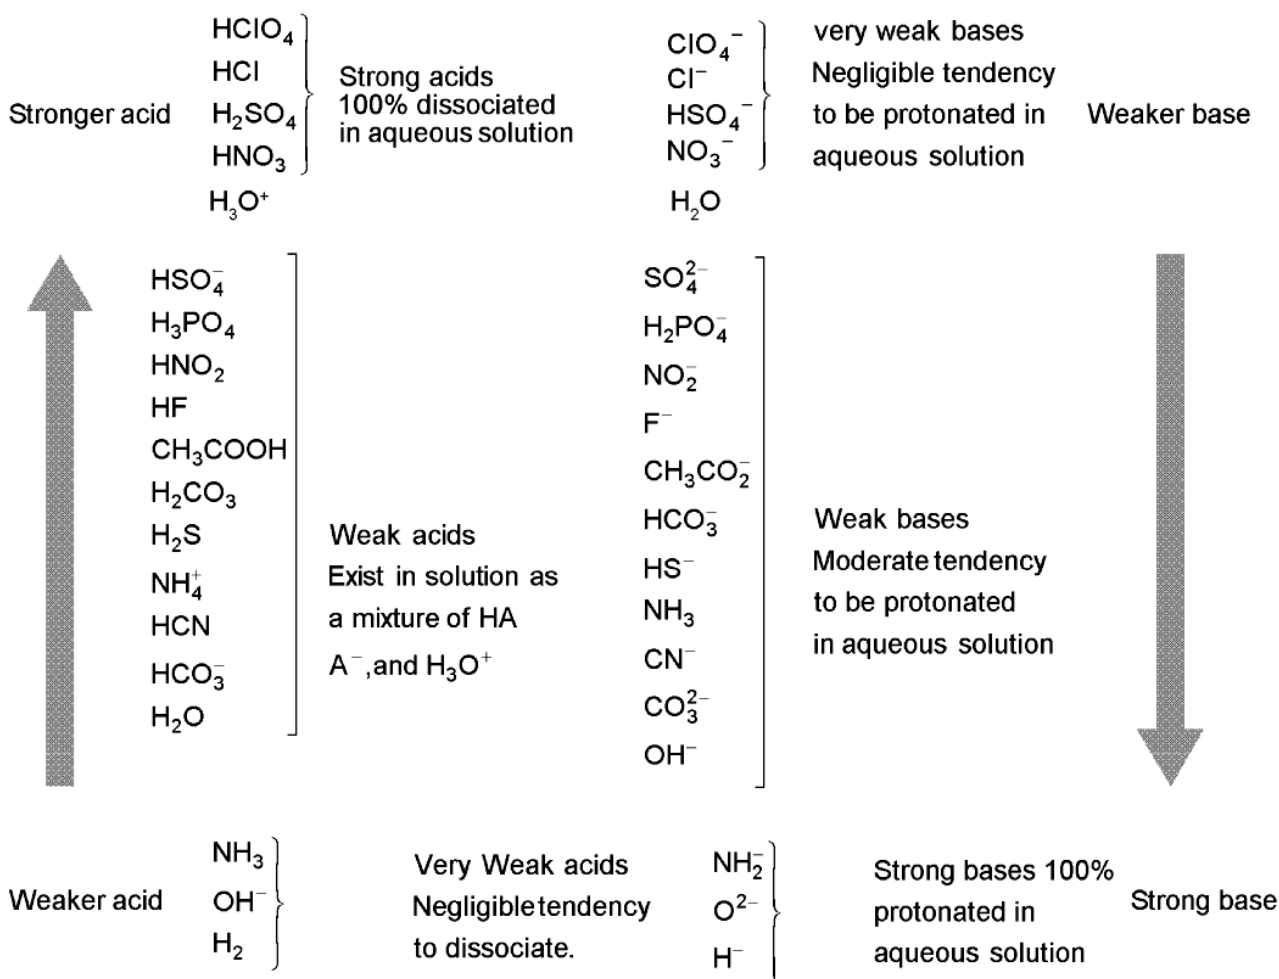 HClO₄
HCl
H₂SO₄
HNO₃
Stronger acid
Strong acids
100% dissociated
in aqueous solution
ClO₄⁻
Cl⁻
HSO₄⁻
NO₃⁻
very weak bases
Negligible tendency
to be protonated in
aqueous solution
Weaker base
H₃O⁺
H₂O
HSO₄⁻
H₃PO₄
HNO₂
HF
CH₃COOH
H₂CO₃
H₂S
NH₄⁺
HCN
HCO₃⁻
H₂O
Weak acids
Exist in solution as
a mixture of HA
A⁻,and H₃O⁺
SO₄²⁻
H₂PO₄⁻
NO₂⁻
F⁻
CH₃CO₂⁻
HCO₃⁻
HS⁻
NH₃
CN⁻
CO₃²⁻
OH⁻
Weak bases
Moderate tendency
to be protonated
in aqueous solution
Weaker acid
NH₃
OH⁻
H₂
Very Weak acids
Negligible tendency
to dissociate.
NH₂⁻
O²⁻
H⁻
Strong bases 100%
protonated in
aqueous solution
Strong base